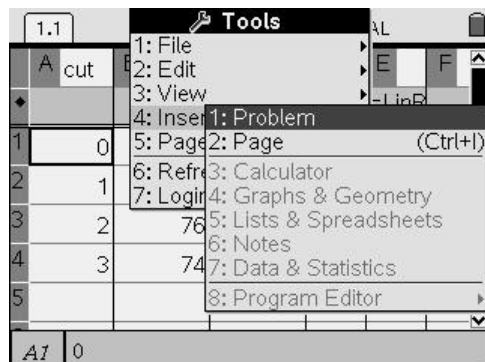 1.1 Tools AL
A cut E F
1: File
2: Edit
3: View
4: Inser 1: Problem
5: Page 2: Page (Ctrl+I)
6: Refre 3: Calculator
7: Login 4: Graphs & Geometry
5: Lists & Spreadsheets
6: Notes
7: Data & Statistics
8: Program Editor
=LinR
1 0
2 1
3 2 76
4 3 74
5
A1 0